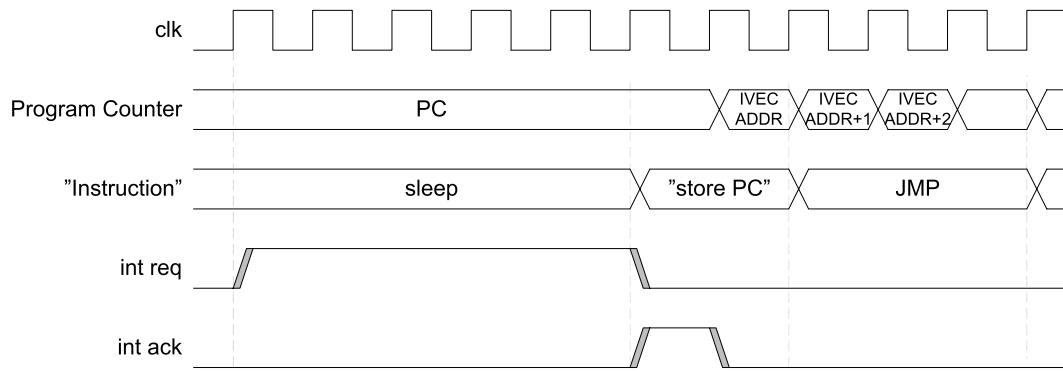 clk
Program Counter
PC
IVEC
ADDR
IVEC
ADDR+1
IVEC
ADDR+2
”Instruction”
sleep
”store PC”
JMP
int req
int ack